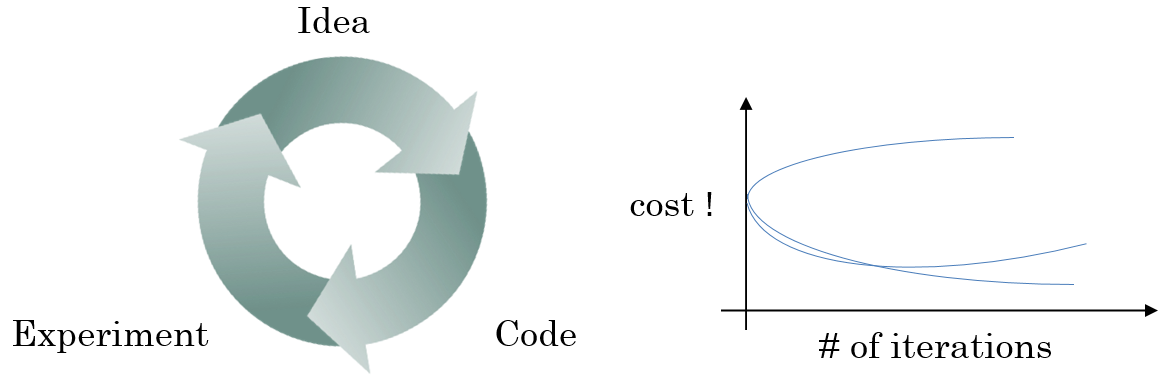 Idea
Experiment
Code
cost !
# of iterations